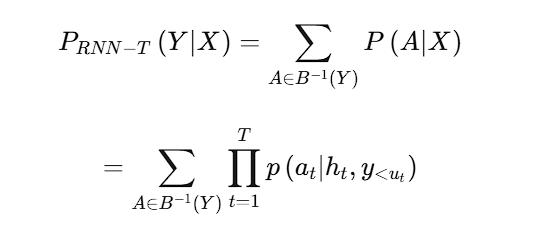 P_{RNN-T}(Y|X) = \sum_{A \in B^{-1}(Y)} P(A|X)
= \sum_{A \in B^{-1}(Y)} \prod_{t=1}^{T} p(a_t|h_t, y_{<u_t})